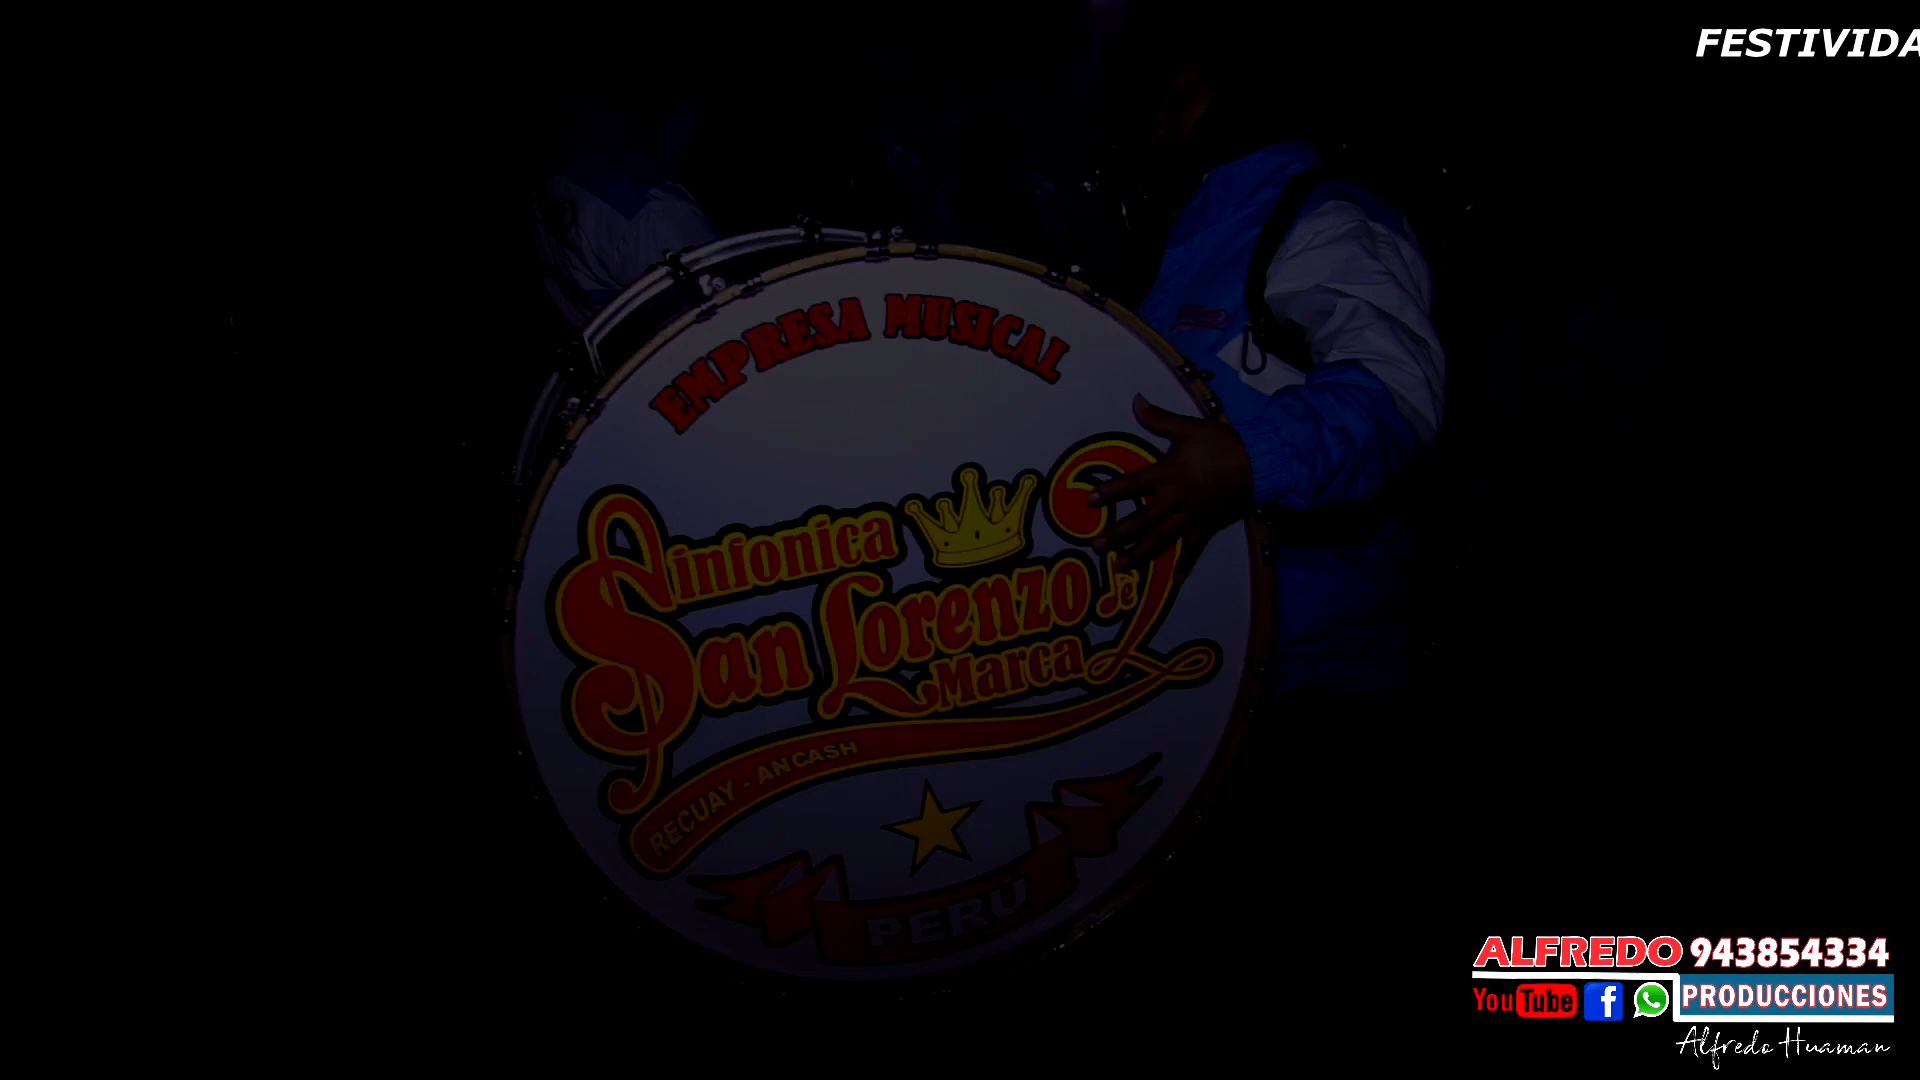 FESTIVIDA
EMPRESA MUSICAL
Sinfonica
San Lorenzo de
Marca
RECUAY - ANCASH
PERÚ
ALFREDO 943854334
YouTube f PRODUCCIONES
Alfredo Huaman